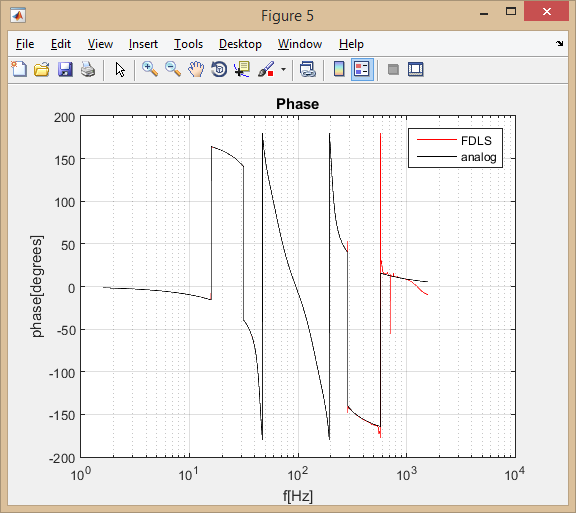 Figure 5
File Edit View Insert Tools Desktop Window Help
Phase
200
150
100
50
0
-50
-100
-150
-200
phase[degrees]
FDLS
analog
10^0 10^1 10^2 10^3 10^4
f[Hz]